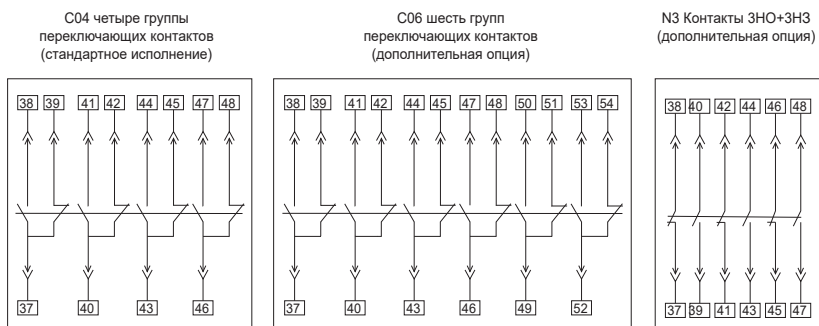 C04 четыре группы
переключающих контактов
(стандартное исполнение)
C06 шесть групп
переключающих контактов
(дополнительная опция)
N3 Контакты 3НО+3НЗ
(дополнительная опция)
38 39 41 42 44 45 47 48
38 39 41 42 44 45 47 48 50 51 53 54
38 40 42 44 46 48
37 40 43 46
37 40 43 46 49 52
37 39 41 43 45 47